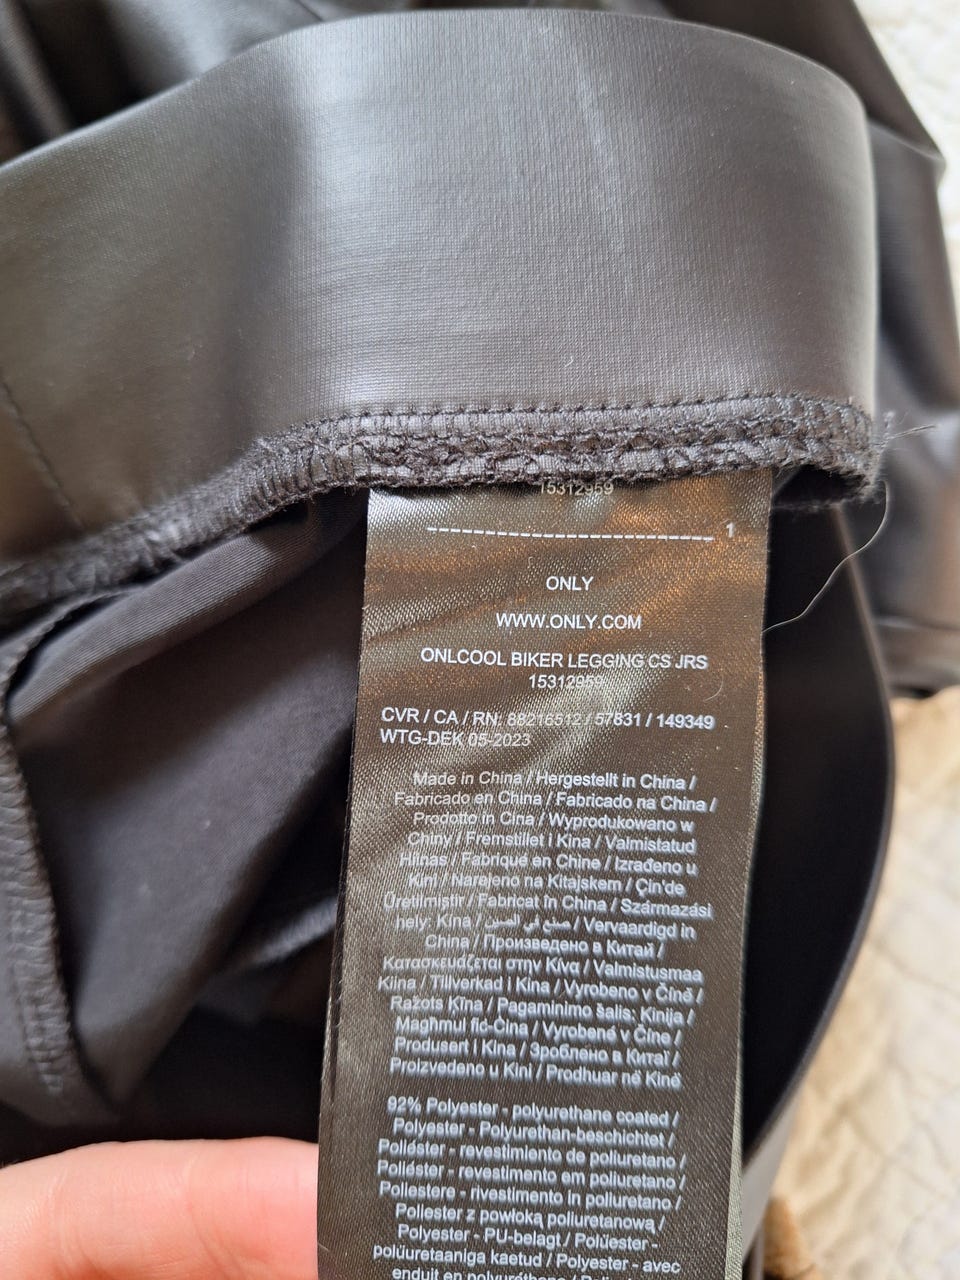 15312959
1
ONLY
WWW.ONLY.COM
ONLCOOL BIKER LEGGING CS JRS
15312959
CVR / CA / RN: 88216512 / 57831 / 149349
WTG-DEK 05-2023
Made in China / Hergestellt in China /
Fabricado en China / Fabricado na China /
Prodotto in Cina / Wyprodukowano w
Chiny / Fremstillet i Kina / Valmistatud
Hiinas / Fabriqué en Chine / Izrađeno u
Kini / Narejeno na Kitajskem / Çin'de
Üretilmiştir / Fabricat în China / Származási
hely: Kína / صنع في الصين / Vervaardigd in
China / Произведено в Китай /
Κατασκευάζεται στην Κίνα / Valmistusmaa
Kiina / Tillverkad i Kina / Vyrobeno v Číně /
Ražots Ķīna / Pagaminimo šalis: Kinija /
Magħmul fiċ-Ċina / Vyrobené v Číne /
Produsert i Kina / Зроблено в Китаї /
Proizvedeno u Kini / Prodhuar në Kinë
92% Polyester - polyurethane coated /
Polyester - Polyurethan-beschichtet /
Poliéster - revestimiento de poliuretano /
Poliéster - revestimento em poliuretano /
Poliestere - rivestimento in poliuretano /
Poliester z powłoką poliuretanową /
Polyester - PU-belagt / Polüester -
polüuretaaniga kaetud / Polyester - avec
enduit en polyuréthane /